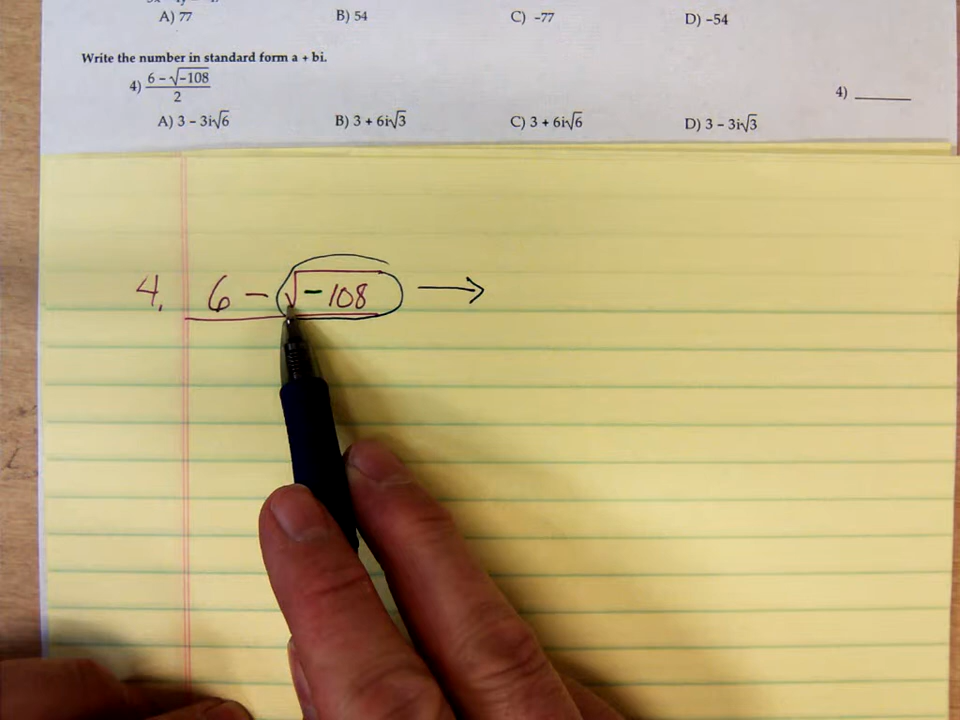 A) 77 B) 54 C) -77 D) -54
Write the number in standard form a + bi.
4) (6 - √-108)/2 4) ______
A) 3 - 3i√6 B) 3 + 6i√3 C) 3 + 6i√6 D) 3 - 3i√3
4. 6 - √-108 →